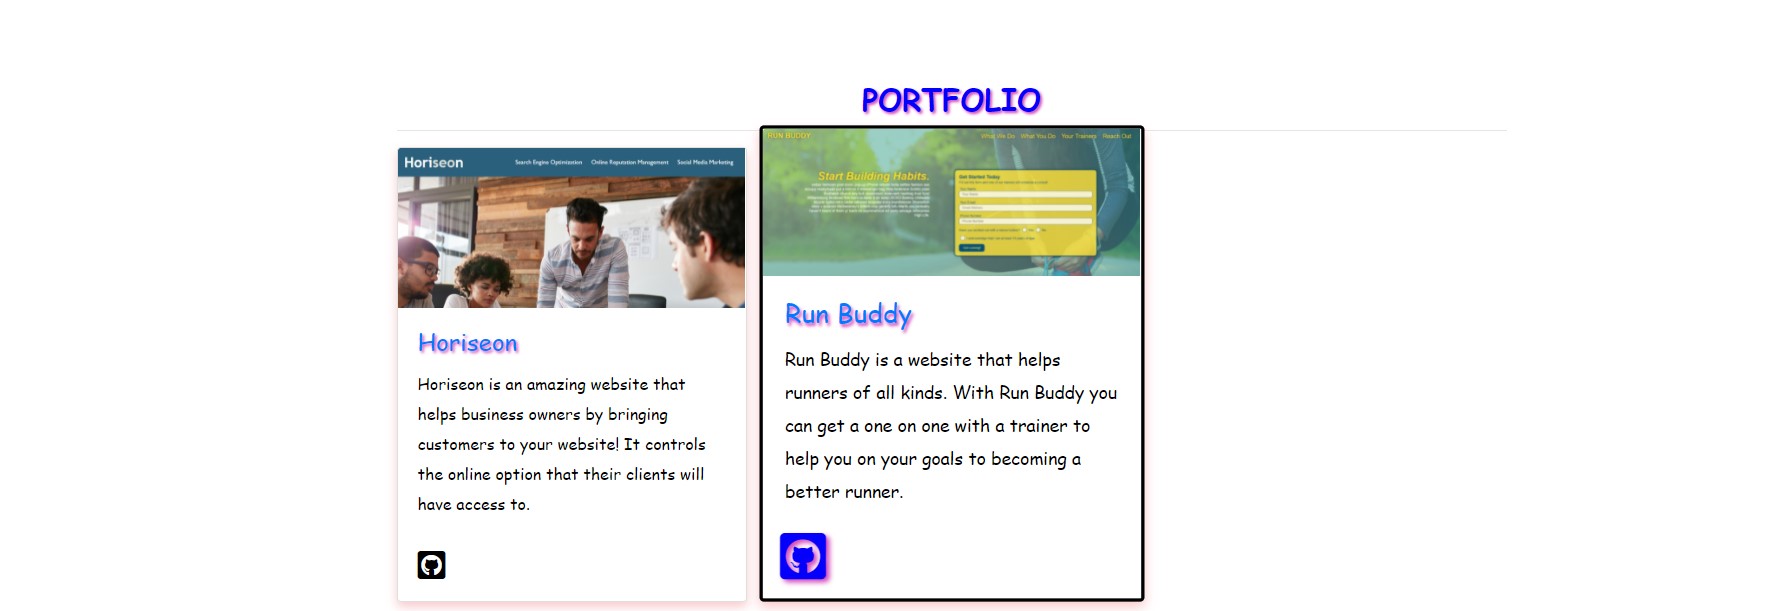 PORTFOLIO
Horiseon
Search Engine Optimization Online Reputation Management Social Media Marketing
Horiseon
Horiseon is an amazing website that
helps business owners by bringing
customers to your website! It controls
the online option that their clients will
have access to.
RUN BUDDY
What We Do What You Do Your Trainers Reach Out
Start Building Habits.
Get Started Today
Run Buddy
Run Buddy is a website that helps
runners of all kinds. With Run Buddy you
can get a one on one with a trainer to
help you on your goals to becoming a
better runner.